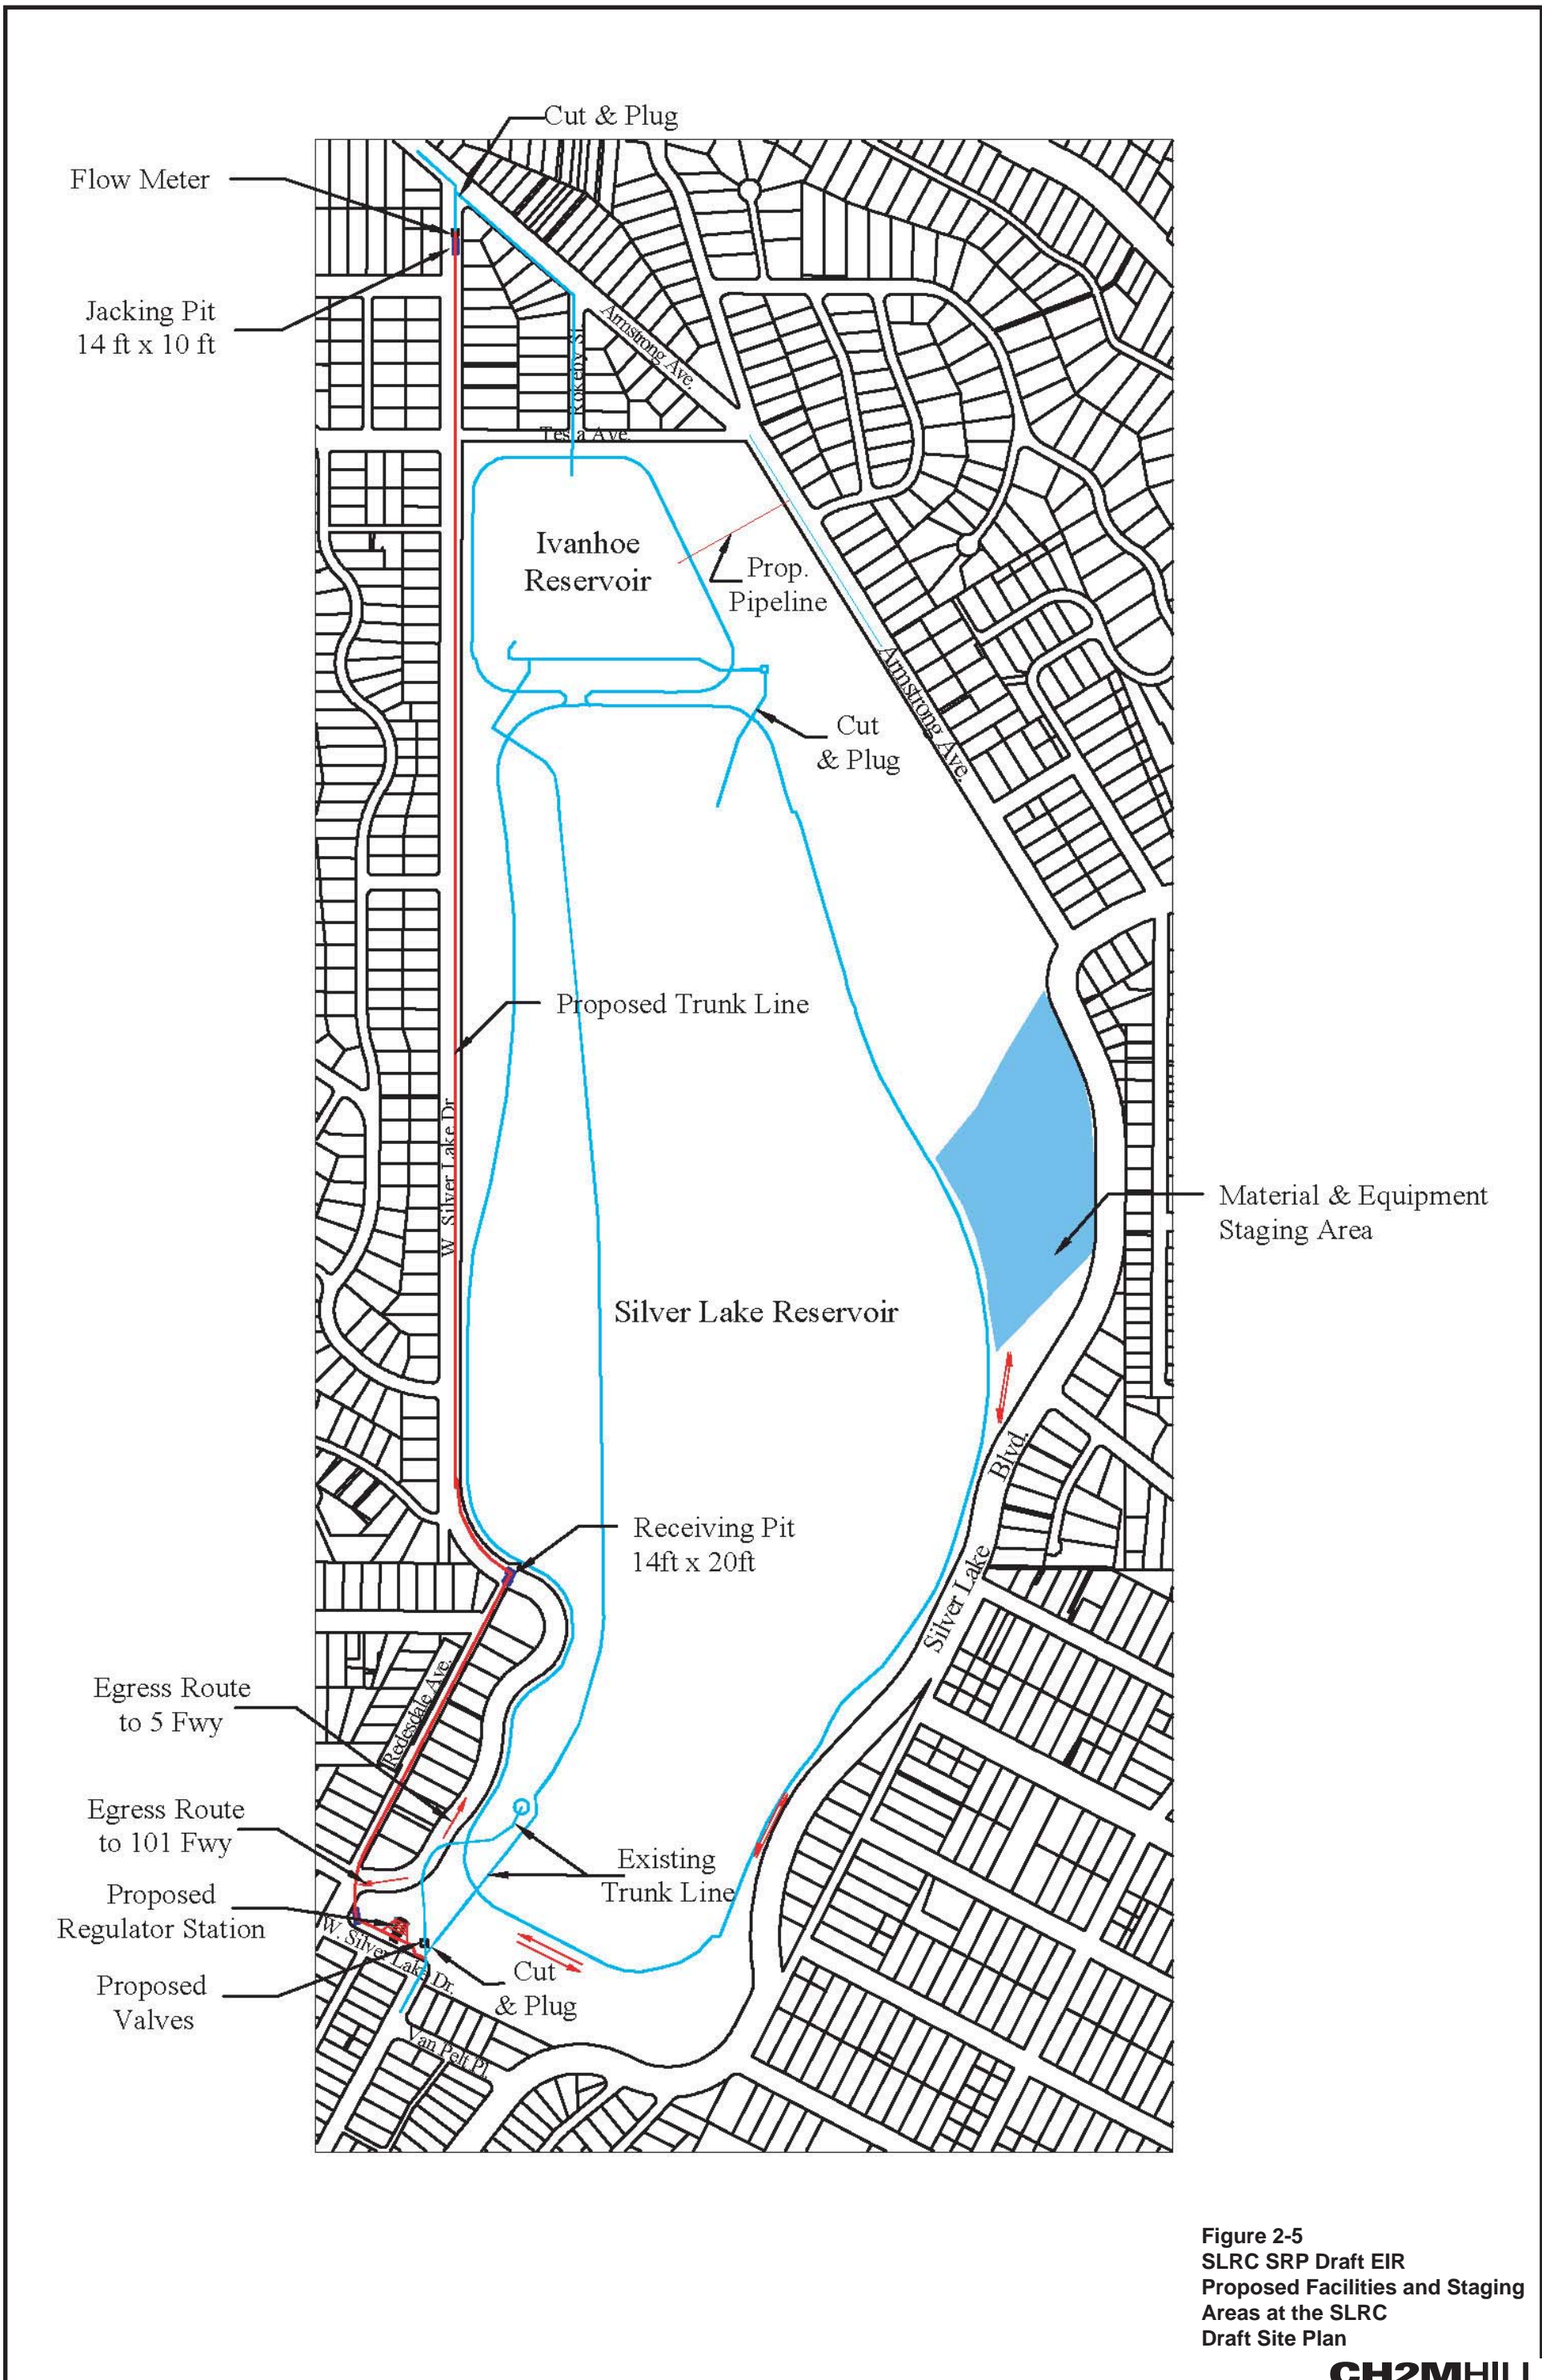 Cut & Plug
Flow Meter
Jacking Pit
14 ft x 10 ft
Armstrong Ave.
Rokeby St.
Tesla Ave.
Ivanhoe
Reservoir
Prop.
Pipeline
Armstrong Ave.
Cut
& Plug
Proposed Trunk Line
W. Silver Lake Dr.
Material & Equipment
Staging Area
Silver Lake Reservoir
Silver Lake Blvd.
Receiving Pit
14ft x 20ft
Redesdale Ave.
Egress Route
to 5 Fwy
Egress Route
to 101 Fwy
Existing
Trunk Line
Proposed
Regulator Station
W. Silver Lake Dr.
Cut
& Plug
Proposed
Valves
Van Pelt Pl.
Figure 2-5
SLRC SRP Draft EIR
Proposed Facilities and Staging
Areas at the SLRC
Draft Site Plan
CH2MHILL